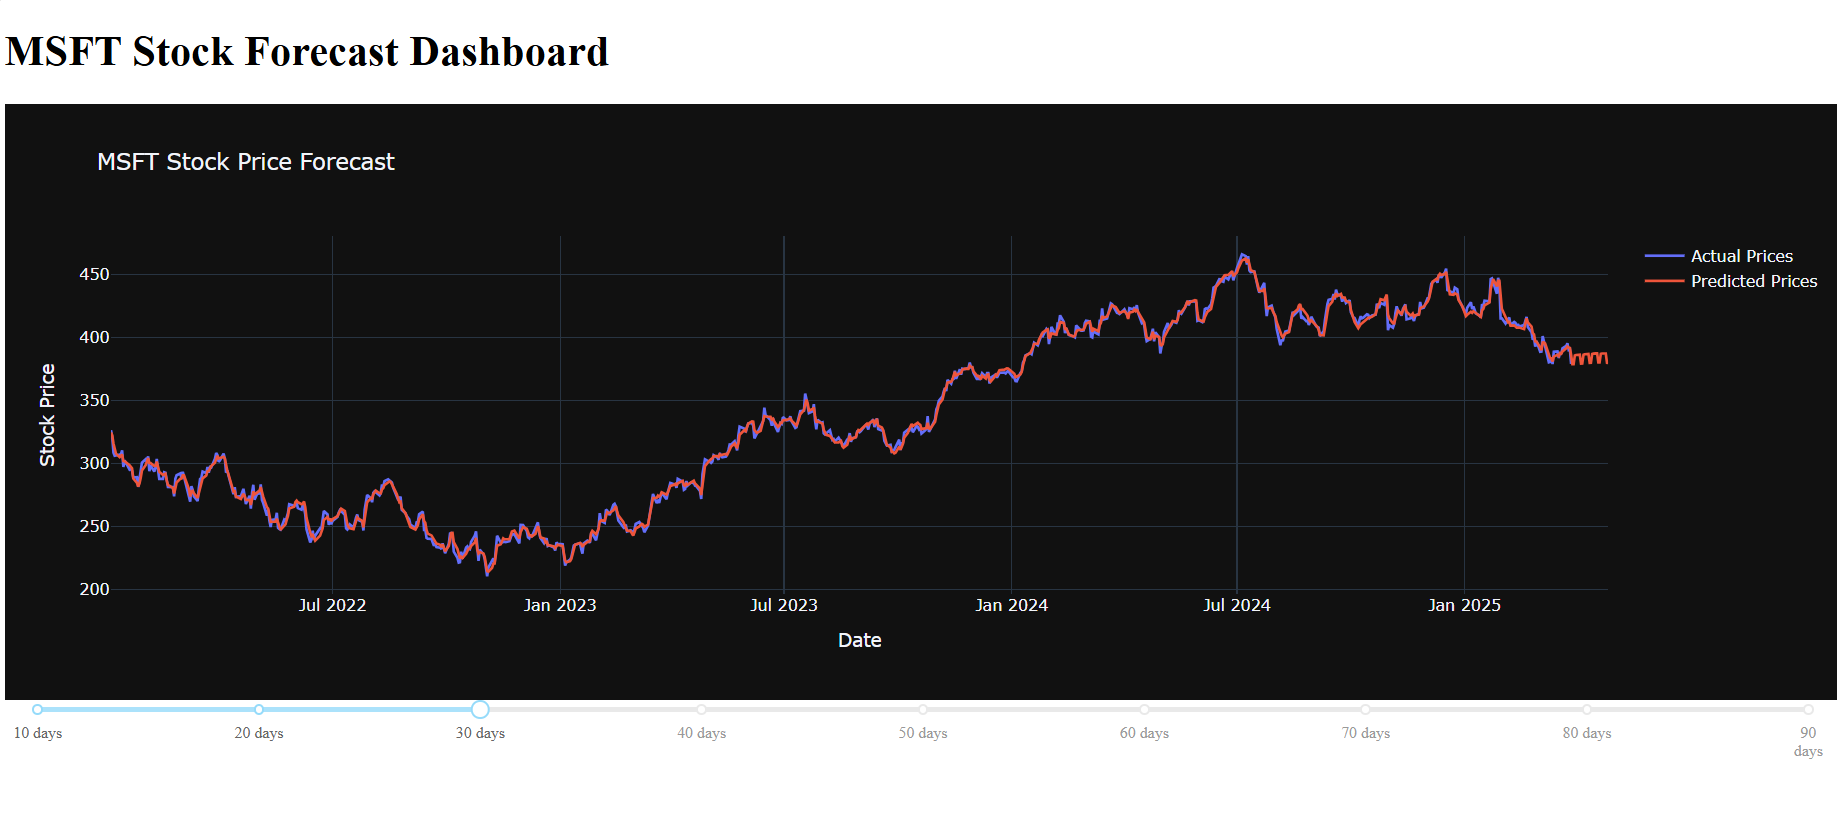 MSFT Stock Forecast Dashboard
MSFT Stock Price Forecast
Actual Prices
Predicted Prices
Stock Price
450
400
350
300
250
200
Jul 2022 Jan 2023 Jul 2023 Jan 2024 Jul 2024 Jan 2025
Date
10 days 20 days 30 days 40 days 50 days 60 days 70 days 80 days 90
days